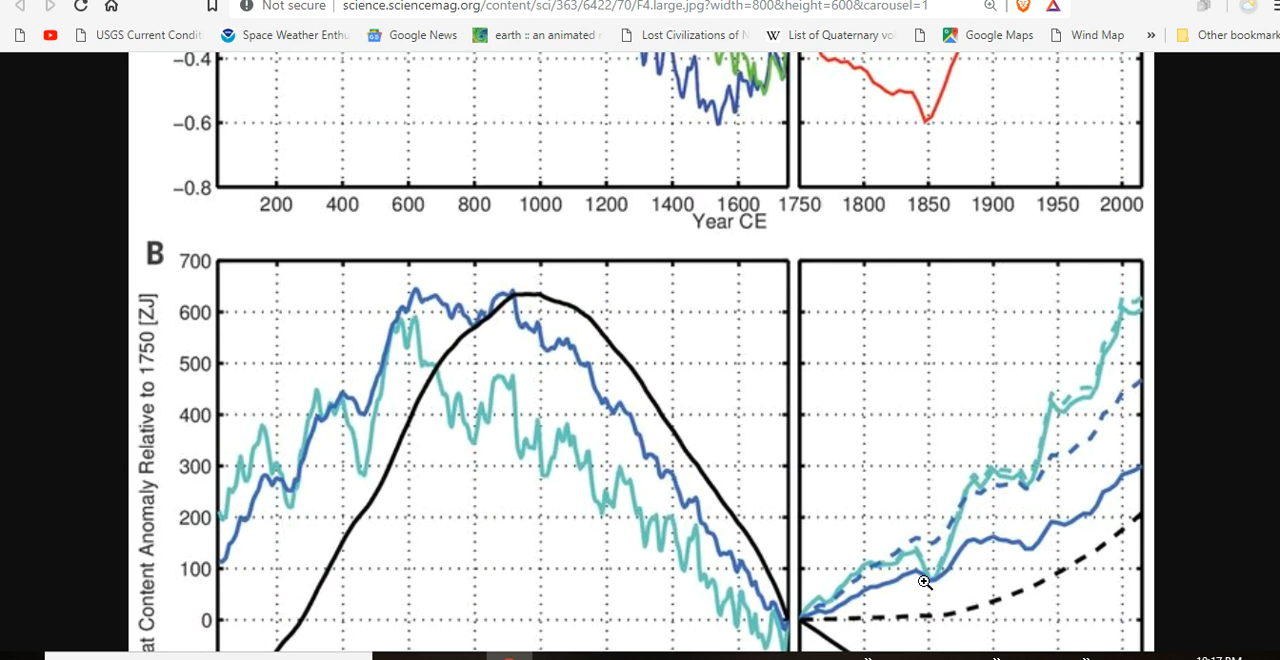 Not secure | science.sciencemag.org/content/sci/363/6422/70/F4.large.jpg?width=800&height=600&carousel=1
USGS Current Condit Space Weather Enthu Google News earth :: an animated Lost Civilizations of N List of Quaternary vo Google Maps Wind Map » Other bookmark
−0.4
−0.6
−0.8
200 400 600 800 1000 1200 1400 1600 1750 1800 1850 1900 1950 2000
Year CE
B
700
600
500
400
300
200
100
0
at Content Anomaly Relative to 1750 [ZJ]